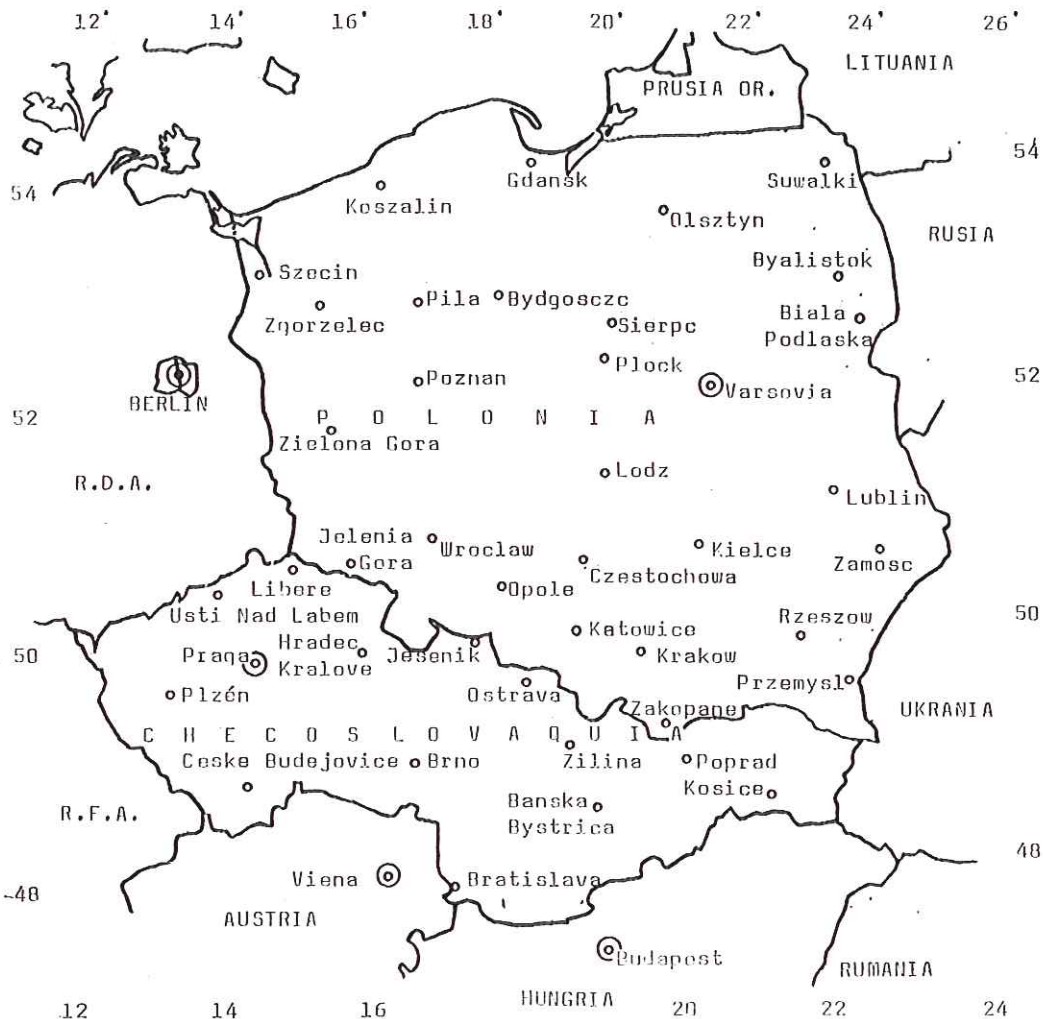 12' 14' 16' 18' 20' 22' 24' 26'
LITUANIA
PRUSIA OR.
54
Gdansk
Suwalki
54
Koszalin
Olsztyn
RUSIA
Byalistok
Szecin
Pila
Bydgosczc
Biala
Podlaska
Zgorzelec
Sierpc
Plock
52
Poznan
Varsovia
BERLIN
52
POLONIA
Zielona Gora
Lodz
R.D.A.
Lublin
Jelenia
Gora
Wroclaw
Kielce
Czestochowa
Zamosc
Libere
Opole
Usti Nad Labem
Rzeszow
50
Katowice
Hradec
Kralove
50
Praga
Jesenik
Krakow
Plzén
Ostrava
Przemysl
Zakopane
UKRANIA
CHECOSLOVAQUIA
Ceske Budejovice
Brno
Zilina
Poprad
Kosice
R.F.A.
Banska
Bystrica
48
Viena
Bratislava
-48
AUSTRIA
Budapost
RUMANIA
HUNGRIA
12 14 16 20 22 24